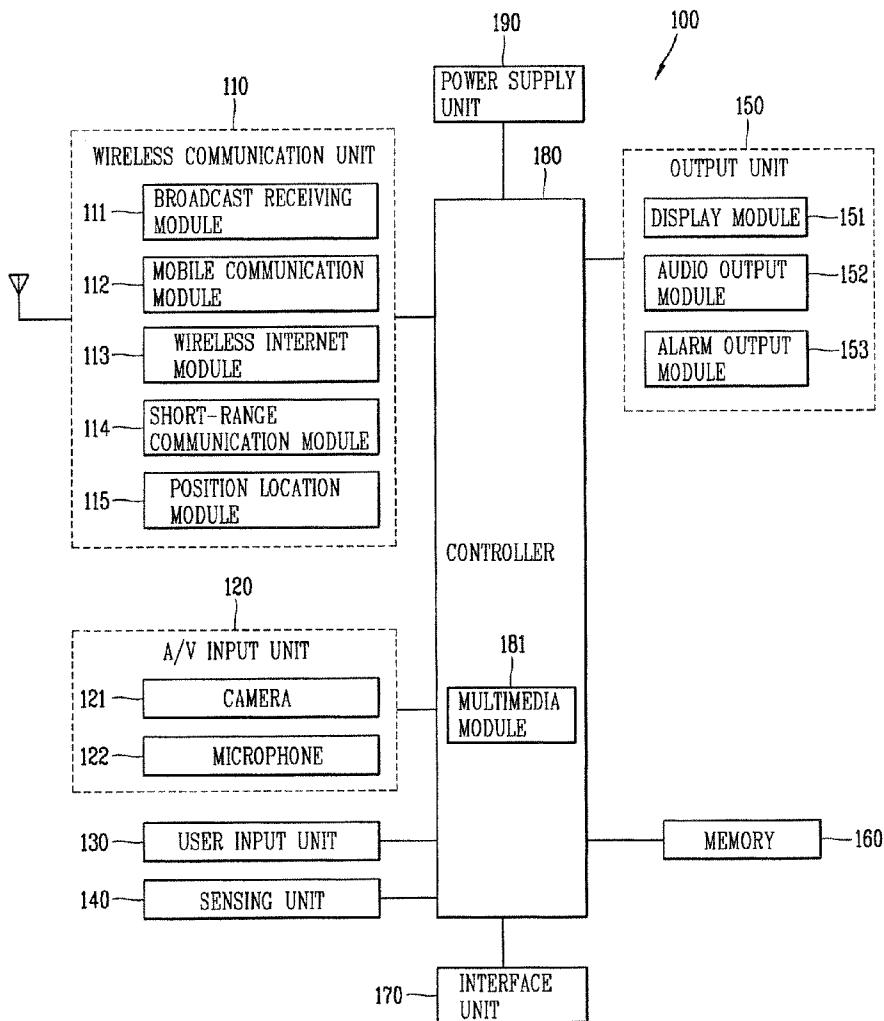 190
100
POWER SUPPLY
UNIT
110
WIRELESS COMMUNICATION UNIT
111
BROADCAST RECEIVING
MODULE
112
MOBILE COMMUNICATION
MODULE
113
WIRELESS INTERNET
MODULE
114
SHORT-RANGE
COMMUNICATION MODULE
115
POSITION LOCATION
MODULE
180
CONTROLLER
181
MULTIMEDIA
MODULE
150
OUTPUT UNIT
DISPLAY MODULE
151
AUDIO OUTPUT
MODULE
152
ALARM OUTPUT
MODULE
153
120
A/V INPUT UNIT
121
CAMERA
122
MICROPHONE
130
USER INPUT UNIT
140
SENSING UNIT
MEMORY
160
170
INTERFACE
UNIT